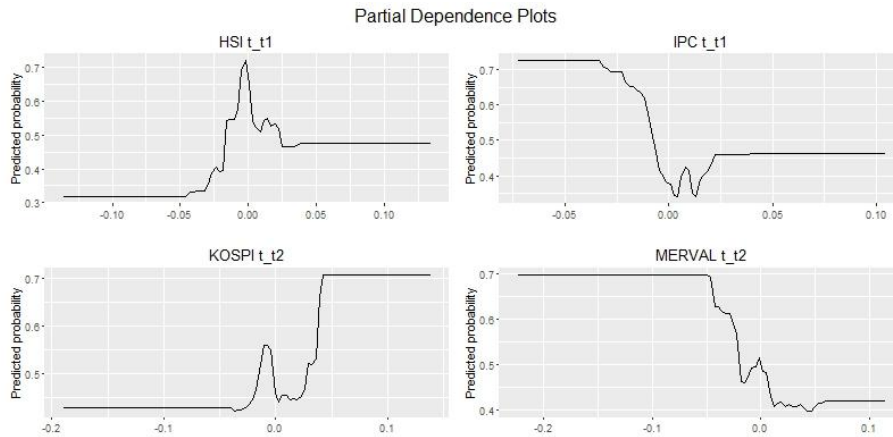 Partial Dependence Plots
HSI t_t1
Predicted probability
0.7
0.6
0.5
0.4
0.3
-0.10 -0.05 0.00 0.05 0.10
IPC t_t1
Predicted probability
0.7
0.6
0.5
0.4
-0.05 0.00 0.05 0.10
KOSPI t_t2
Predicted probability
0.7
0.6
0.5
-0.2 -0.1 0.0 0.1
MERVAL t_t2
Predicted probability
0.7
0.6
0.5
0.4
-0.2 -0.1 0.0 0.1